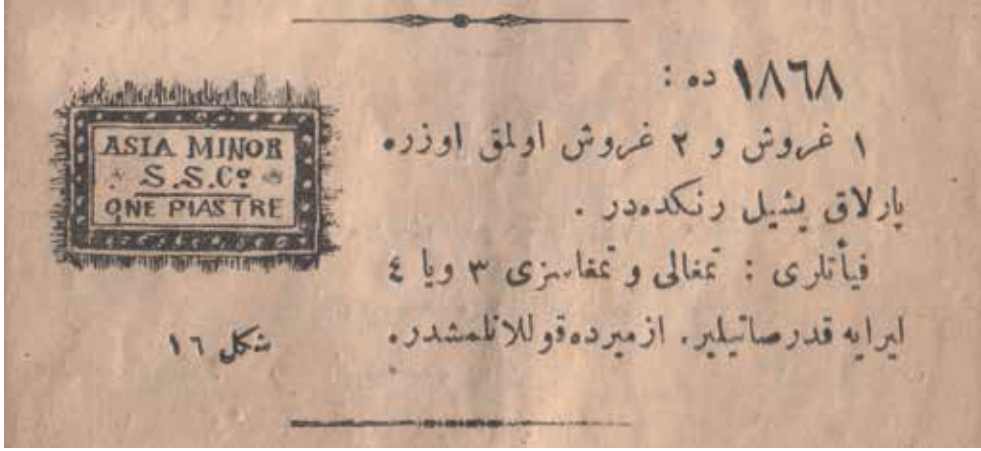 ١٨٦٨ ده :
١ غروش و ٢ غروش اولمق اوزره
پارلاق يشيل رنكده‌در .
فيأتلرى : تمغالى و تمغاسزى ٣ ويا ٤
ليرايه قدر صاتيلير. ازميرده قوللانلمشدر.
ASIA MINOR
S.S.Cº
ONE PIASTRE
شكل ١٦